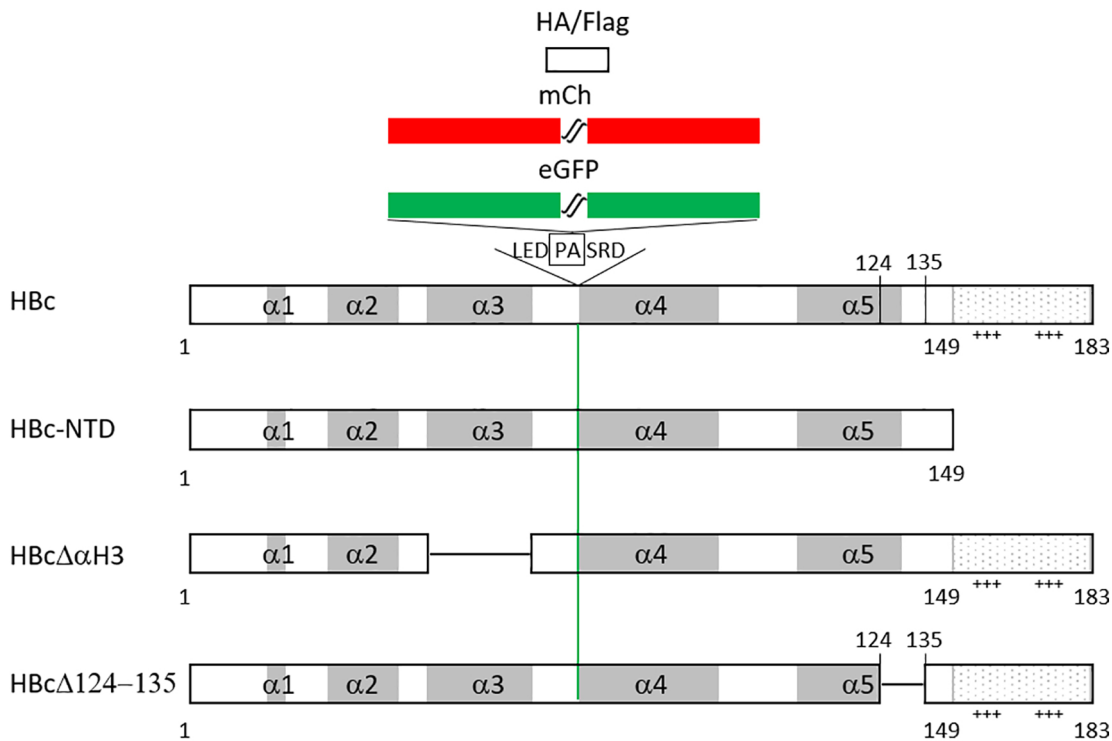 HA/Flag
mCh
eGFP
LED PA SRD
124 135
HBc α1 α2 α3 α4 α5
+++ +++
1 149 183
HBc-NTD α1 α2 α3 α4 α5
1 149
HBcΔαH3 α1 α2 α4 α5
+++ +++
1 149 183
124 135
HBcΔ124–135 α1 α2 α3 α4 α5
+++ +++
1 149 183